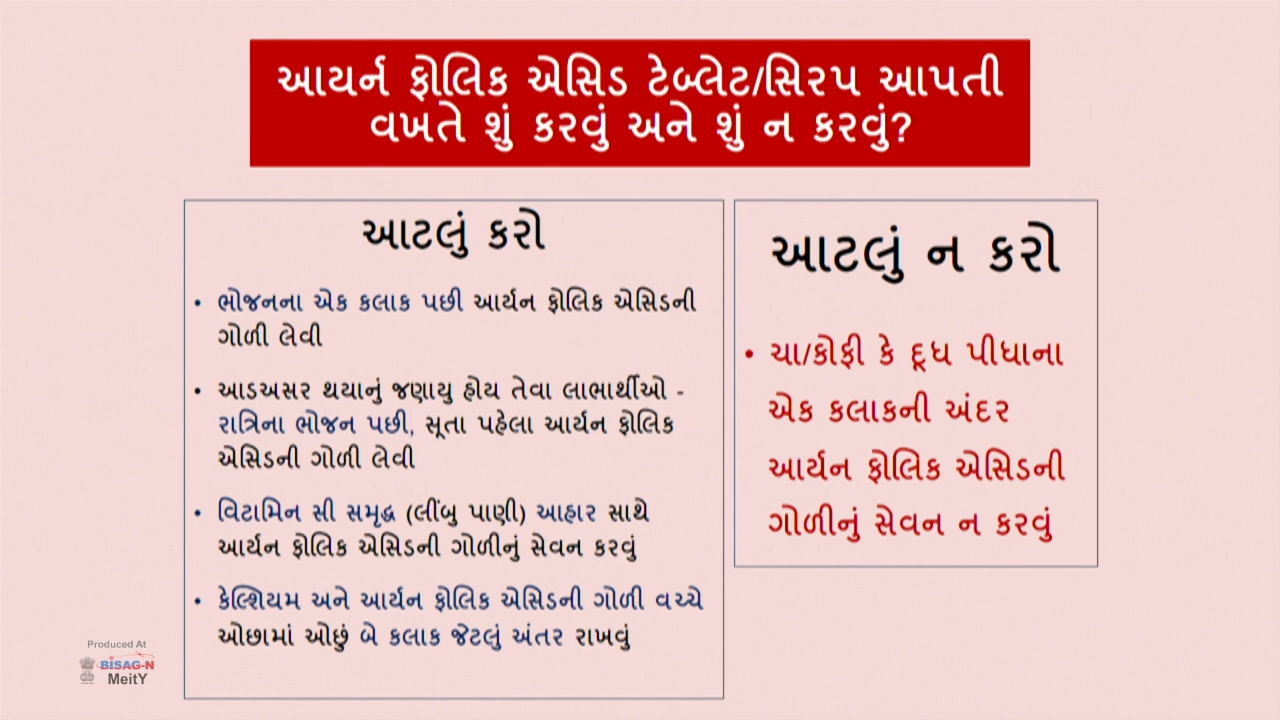 આયર્ન ફોલિક એસિડ ટેબ્લેટ/સિરપ આપતી
વખતે શું કરવું અને શું ન કરવું?
આટલું કરો
• ભોજનના એક કલાક પછી આર્યન ફોલિક એસિડની
ગોળી લેવી
• આડઅસર થયાનું જણાયુ હોય તેવા લાભાર્થીઓ -
રાત્રિના ભોજન પછી, સૂતા પહેલા આર્યન ફોલિક
એસિડની ગોળી લેવી
• વિટામિન સી સમૃદ્ધ (લીંબુ પાણી) આહાર સાથે
આર્યન ફોલિક એસિડની ગોળીનું સેવન કરવું
• કેલ્શિયમ અને આર્યન ફોલિક એસિડની ગોળી વચ્ચે
ઓછામાં ઓછું બે કલાક જેટલું અંતર રાખવું
આટલું ન કરો
• ચા/કોફી કે દૂધ પીધાના
એક કલાકની અંદર
આર્યન ફોલિક એસિડની
ગોળીનું સેવન ન કરવું
Produced At
BISAG-N
MeitY